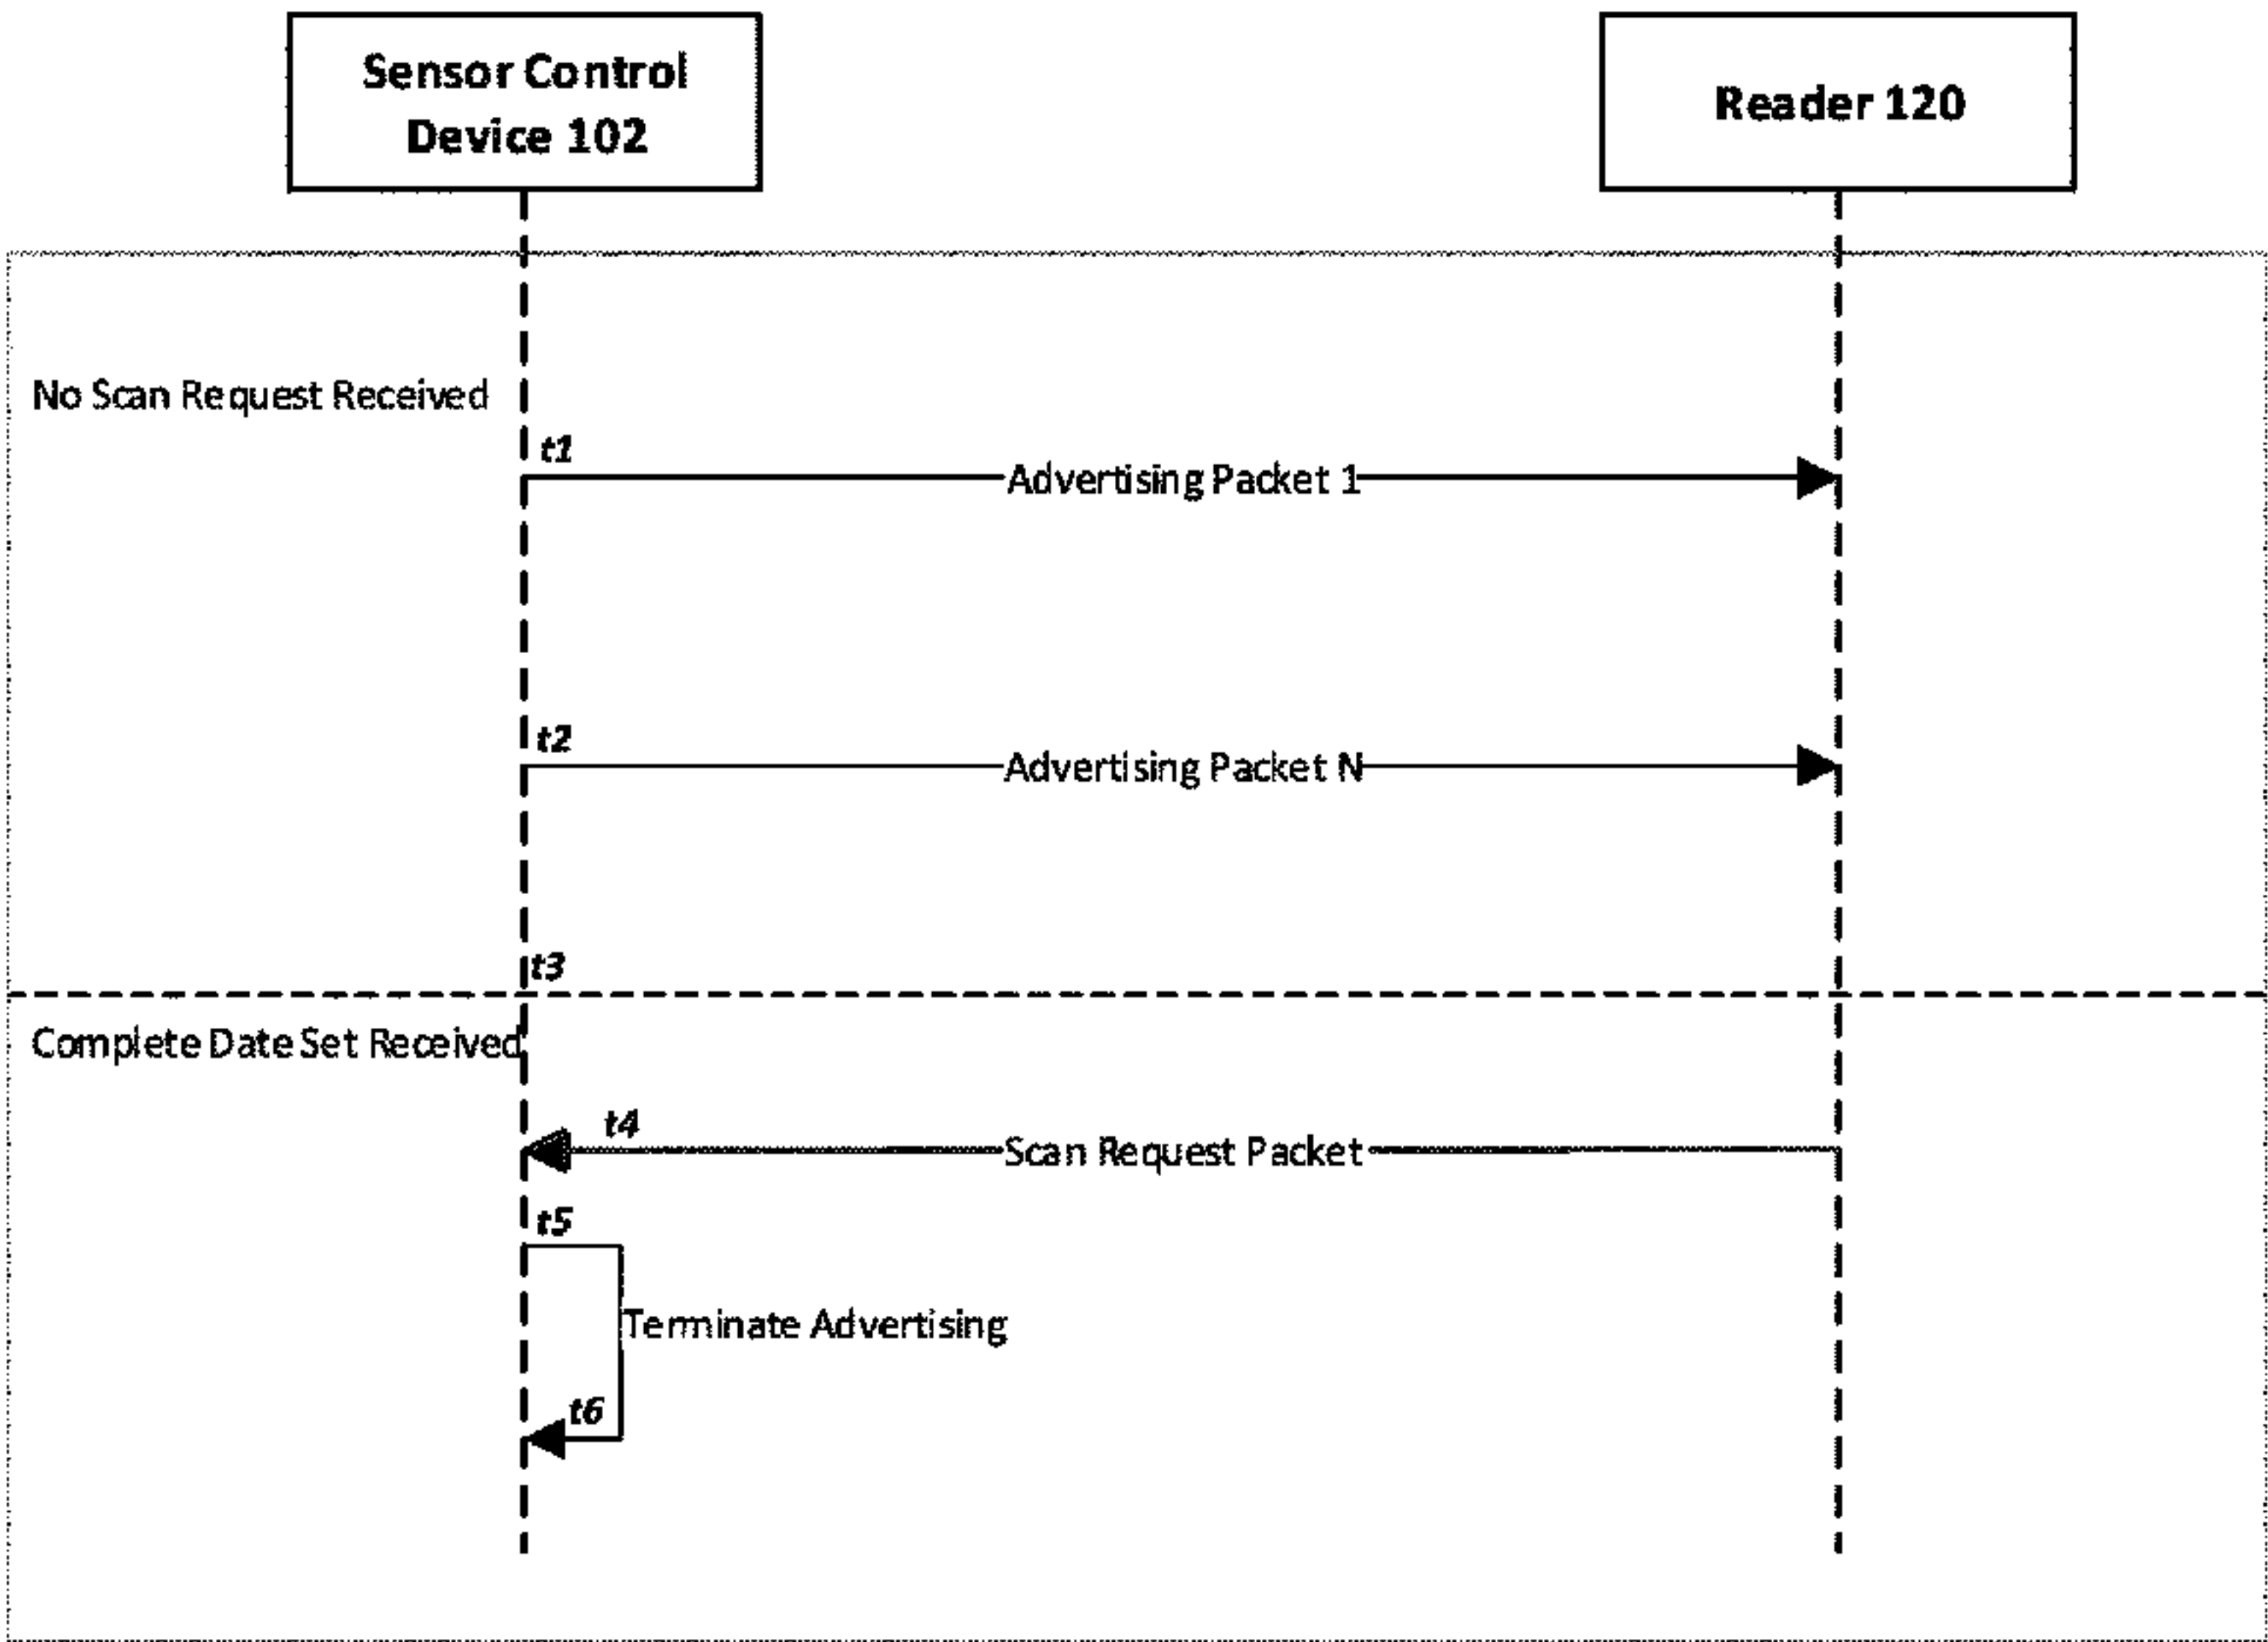 Sensor Control
Device 102
Reader 120
No Scan Request Received
t1
Advertising Packet 1
t2
Advertising Packet N
t3
Complete Date Set Received
t4
Scan Request Packet
t5
Terminate Advertising
t6